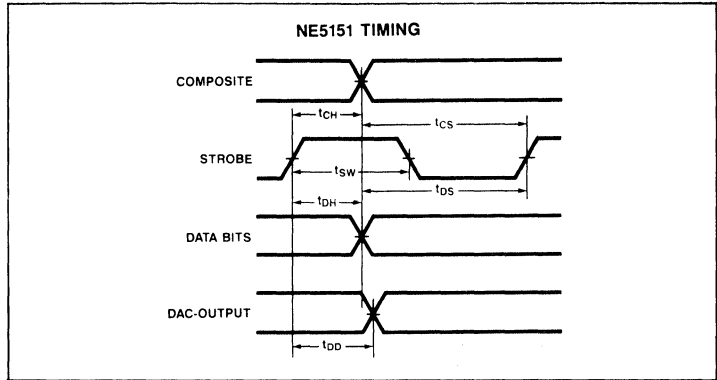 NE5151 TIMING
COMPOSITE
tCH
tCS
STROBE
tSW
tDH
tDS
DATA BITS
DAC-OUTPUT
tDD